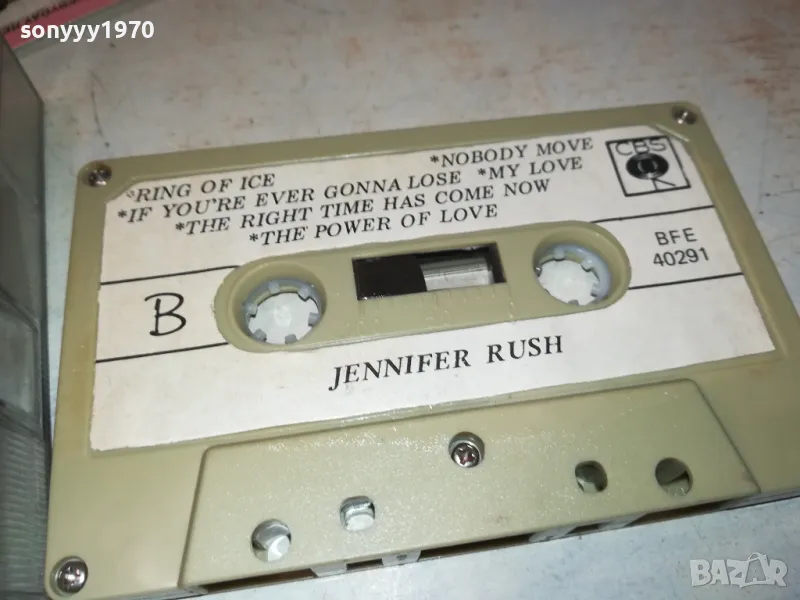 sonyyy1970
*RING OF ICE *NOBODY MOVE
*IF YOU'RE EVER GONNA LOSE *MY LOVE
*THE RIGHT TIME HAS COME NOW
*THE POWER OF LOVE
CBS
BFE
40291
B
JENNIFER RUSH
BAZAR